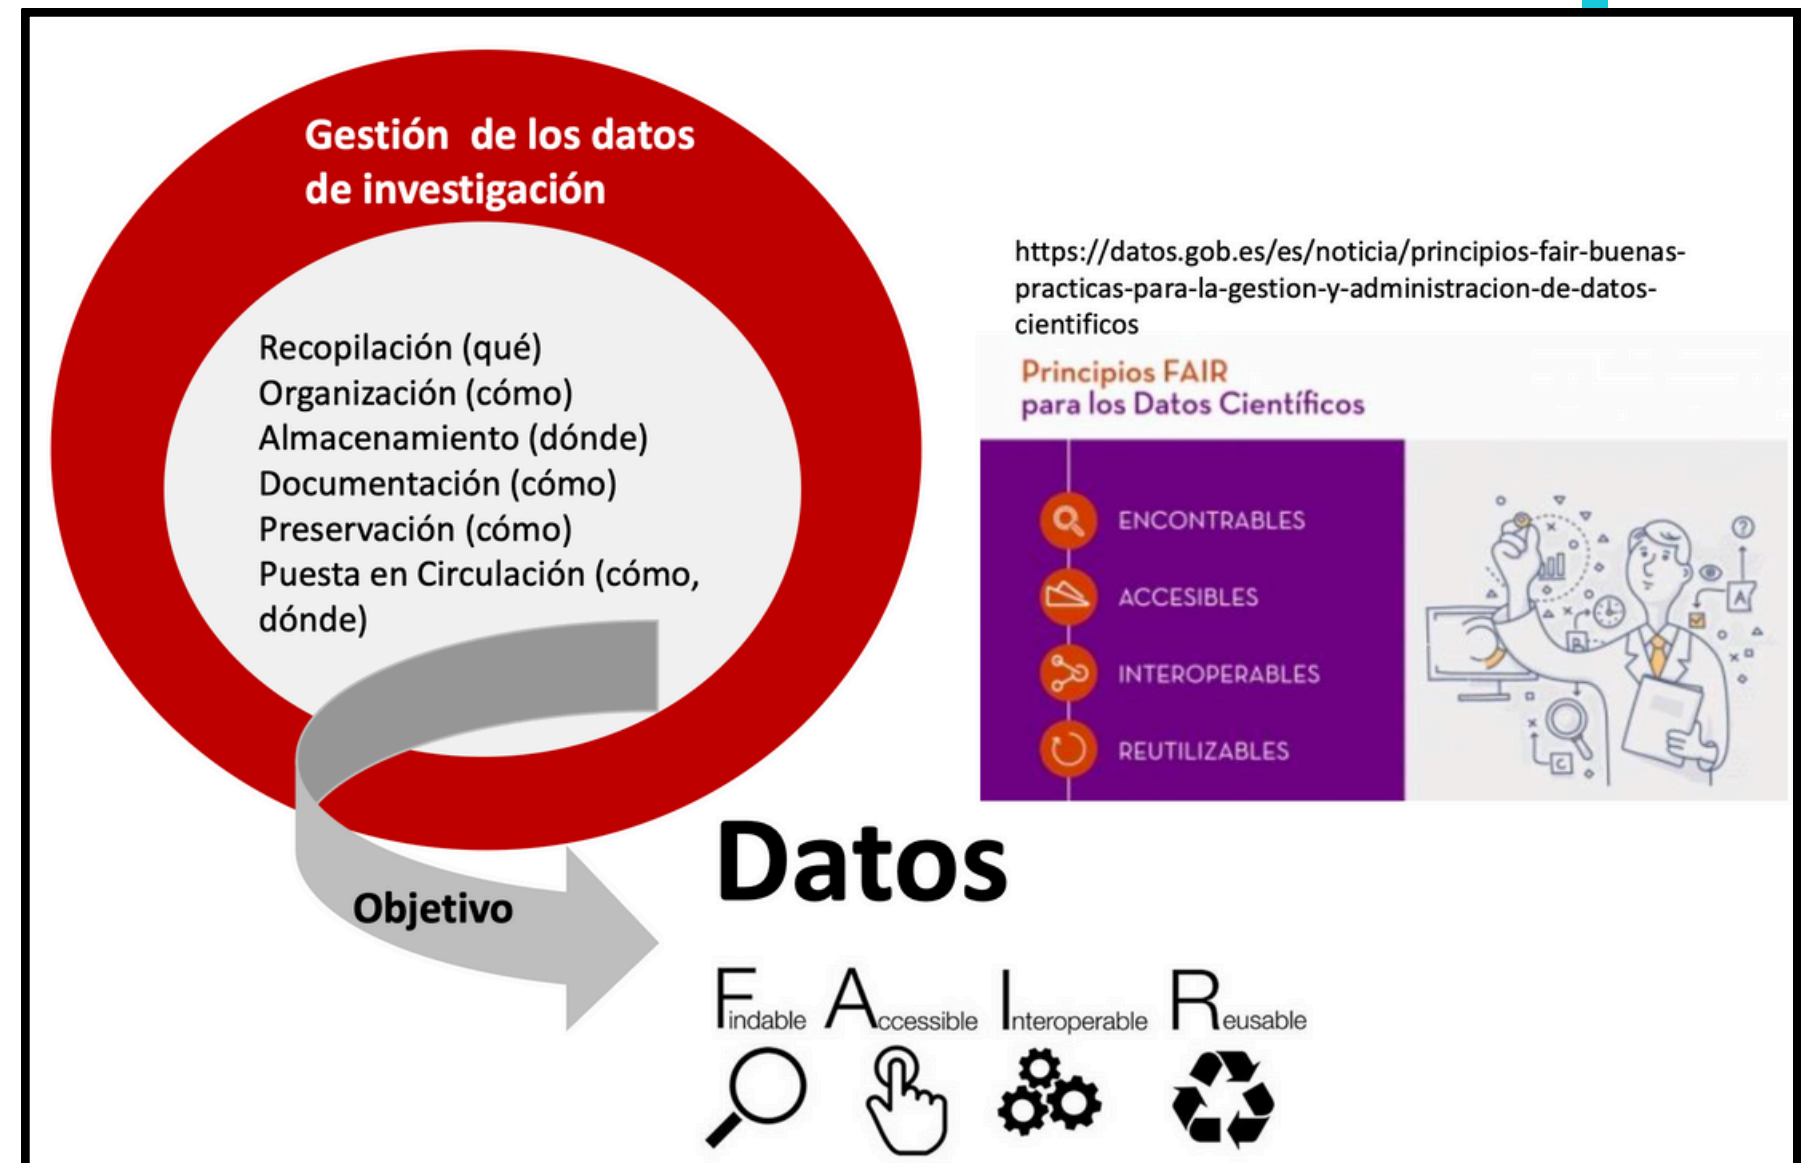 Gestión  de los datos
de investigación
Recopilación (qué)
Organización (cómo)
Almacenamiento (dónde)
Documentación (cómo)
Preservación (cómo)
Puesta en Circulación (cómo,
dónde)
Objetivo
https://datos.gob.es/es/noticia/principios-fair-buenas-
practicas-para-la-gestion-y-administracion-de-datos-
cientificos
Principios FAIR
para los Datos Científicos
ENCONTRABLES
ACCESIBLES
INTEROPERABLES
REUTILIZABLES
?
A
B
C
Datos
Findable Accessible Interoperable Reusable